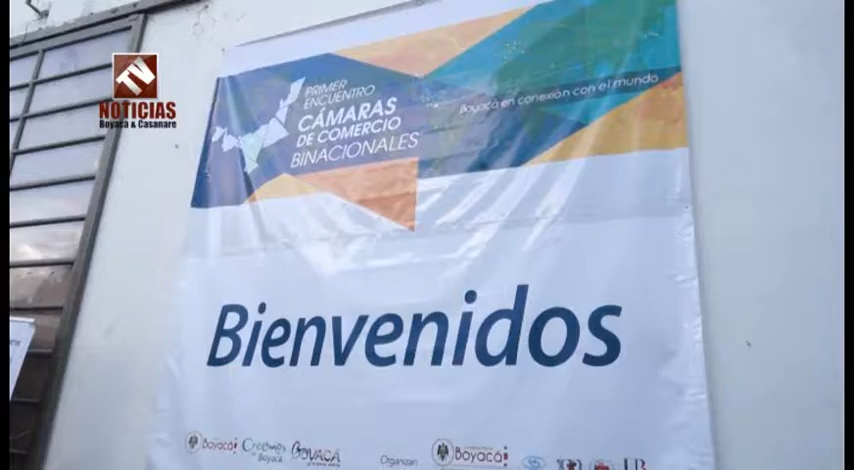 TV
NOTICIAS
Boyacá & Casanare
PRIMER
ENCUENTRO
CÁMARAS
DE COMERCIO
BINACIONALES
Boyacá en conexión con el mundo
Bienvenidos
Boyacá
Creemos
en
Boyacá
BOYACÁ
Organizan
Boyacá